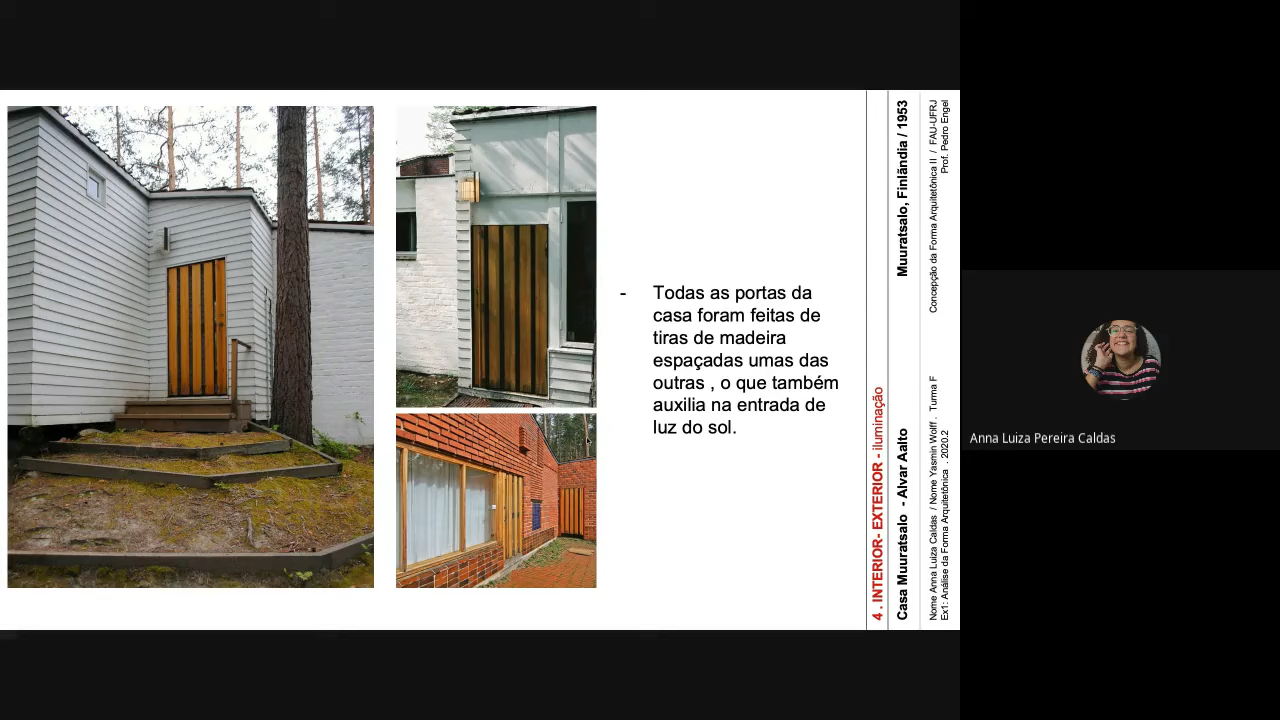 - Todas as portas da
casa foram feitas de
tiras de madeira
espaçadas umas das
outras , o que também
auxilia na entrada de
luz do sol.
4 . INTERIOR- EXTERIOR - iluminação
Casa Muuratsalo - Alvar Aalto
Muuratsalo, Finlândia / 1953
Nome Anna Luiza Caldas / Nome Yasmin Wolff . Turma F
Ex1: Análise da Forma Arquitetônica . 2020.2
Concepção da Forma Arquitetônica II / FAU-UFRJ
Prof. Pedro Engel
Anna Luiza Pereira Caldas